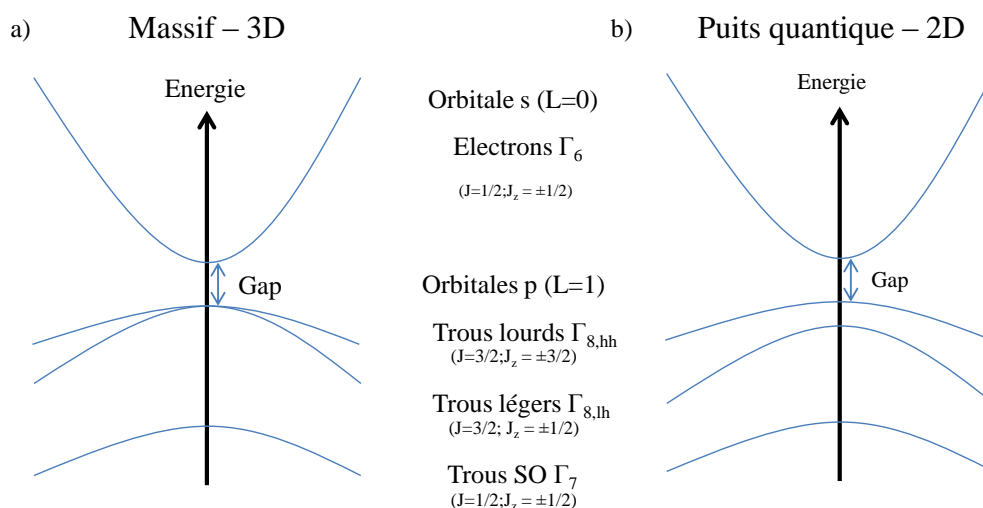 a)
Massif – 3D
Energie
Gap
Orbitale s (L=0)
Electrons Γ6
(J=1/2;Jz = ±1/2)
Orbitales p (L=1)
Trous lourds Γ8,hh
(J=3/2;Jz = ±3/2)
Trous légers Γ8,lh
(J=3/2; Jz = ±1/2)
Trous SO Γ7
(J=1/2;Jz = ±1/2)
b)
Puits quantique – 2D
Energie
Gap